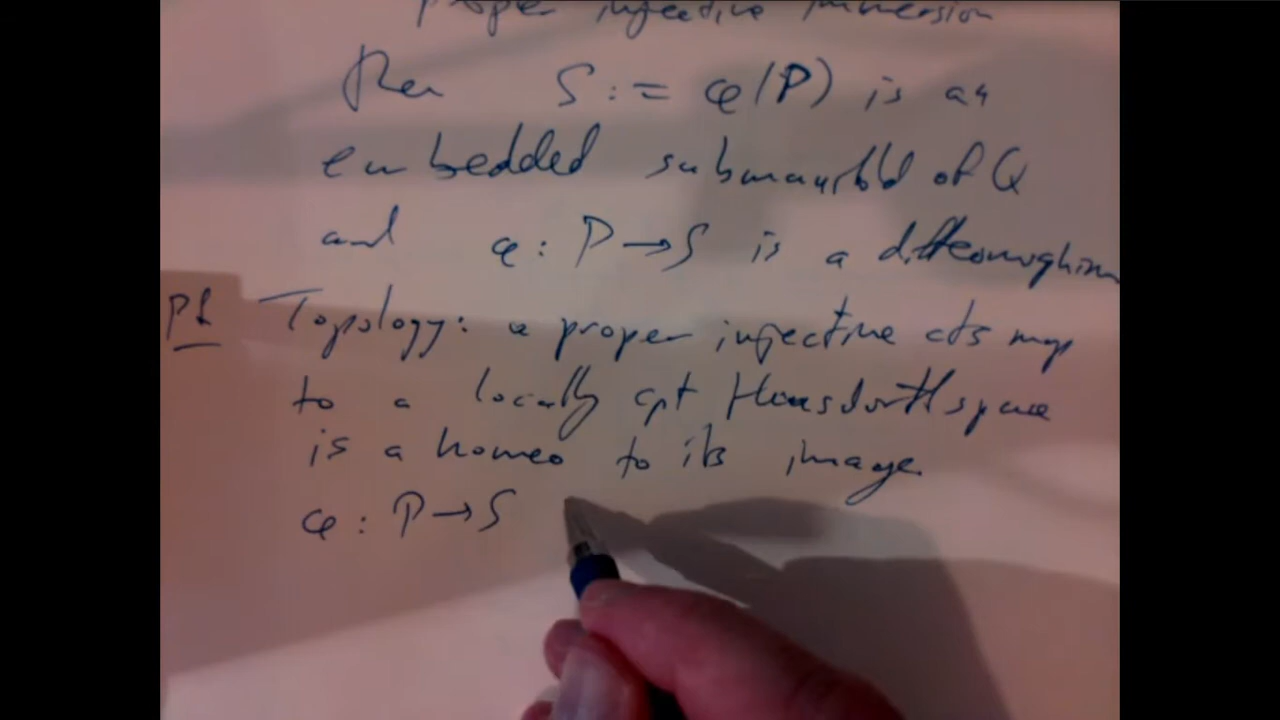 proper injective immersion
then S := φ(P) is an
embedded submanifold of Q
and φ : P → S is a diffeomorphism
Pf Topology: a proper injective cts map
to a locally cpt Hausdorff space
is a homeo to its image.
φ : P → S